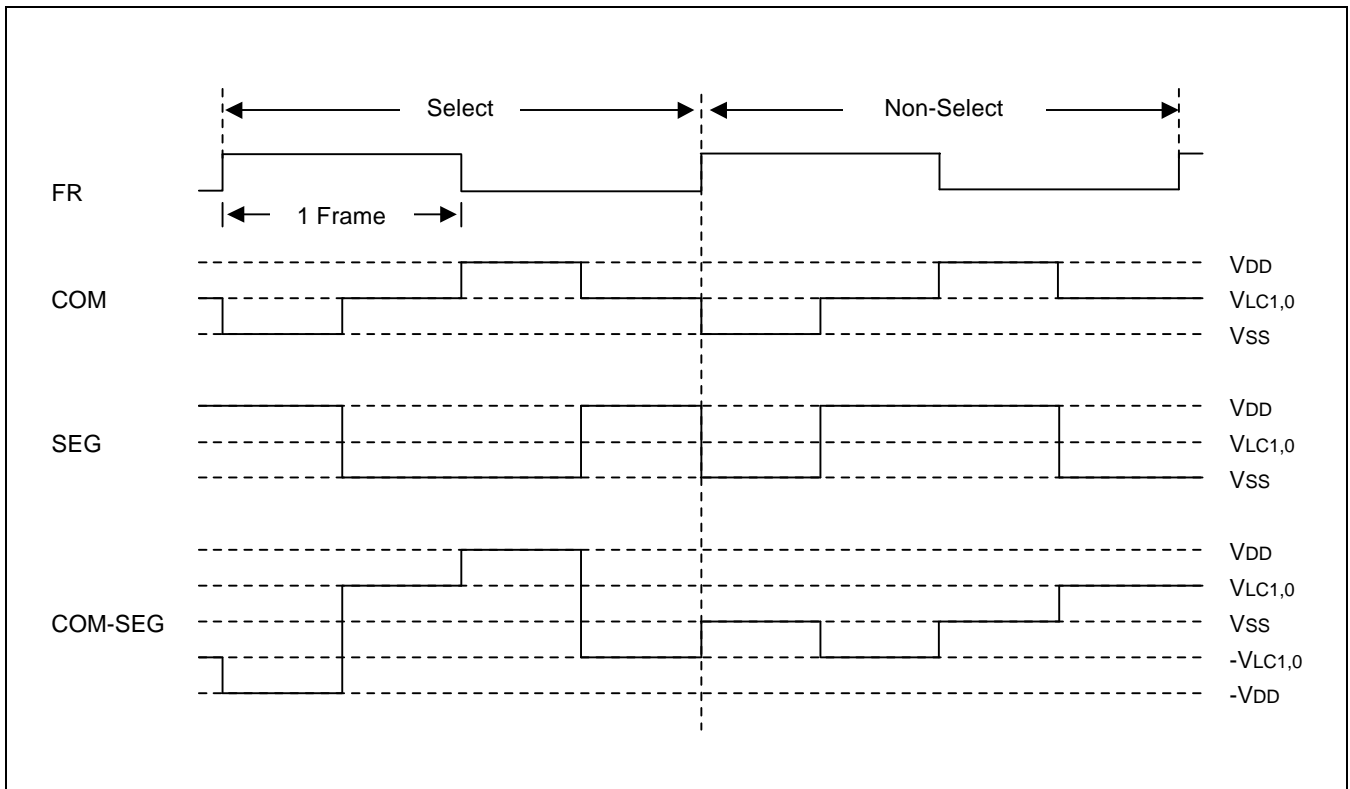 Select Non-Select
FR
1 Frame
VDD
COM VLC1,0
VSS
VDD
SEG VLC1,0
VSS
VDD
VLC1,0
COM-SEG VSS
-VLC1,0
-VDD